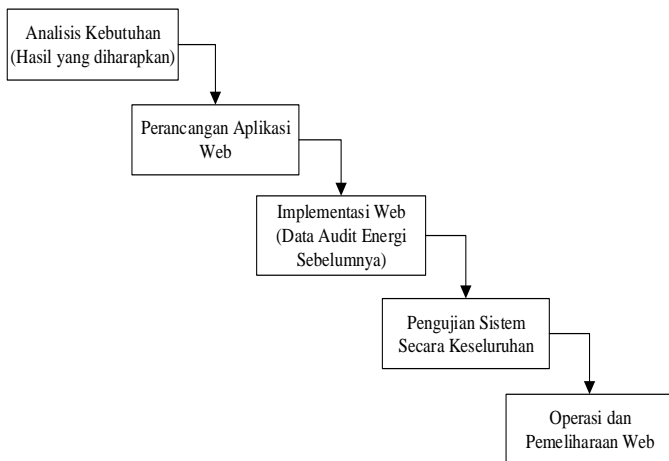 Analisis Kebutuhan
(Hasil yang diharapkan)
Perancangan Aplikasi
Web
Implementasi Web
(Data Audit Energi
Sebelumnya)
Pengujian Sistem
Secara Keseluruhan
Operasi dan
Pemeliharaan Web